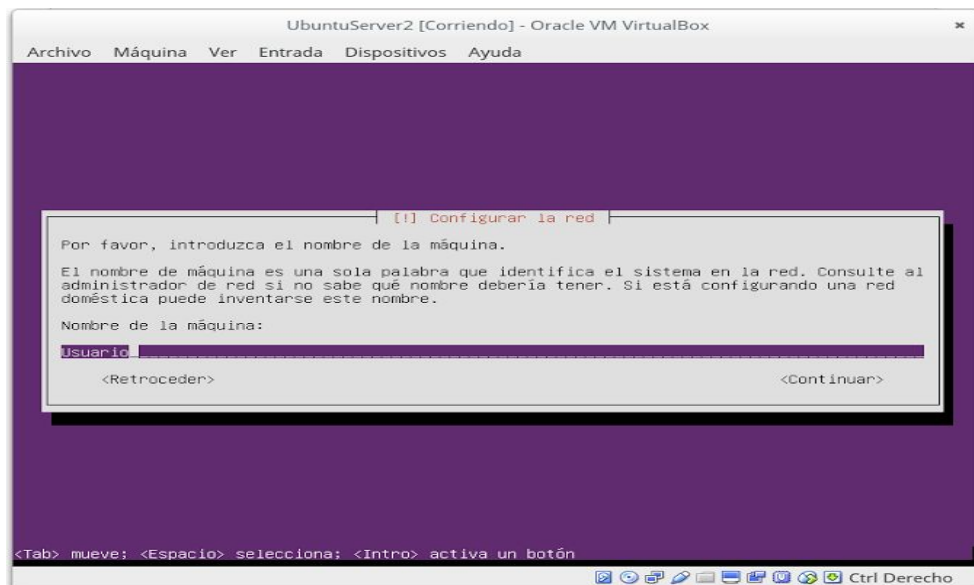 UbuntuServer2 [Corriendo] - Oracle VM VirtualBox
Archivo Máquina Ver Entrada Dispositivos Ayuda
[!] Configurar la red
Por favor, introduzca el nombre de la máquina.
El nombre de máquina es una sola palabra que identifica el sistema en la red. Consulte al
administrador de red si no sabe qué nombre debería tener. Si está configurando una red
doméstica puede inventarse este nombre.
Nombre de la máquina:
Usuario
<Retroceder> <Continuar>
<Tab> mueve; <Espacio> selecciona; <Intro> activa un botón
Ctrl Derecho